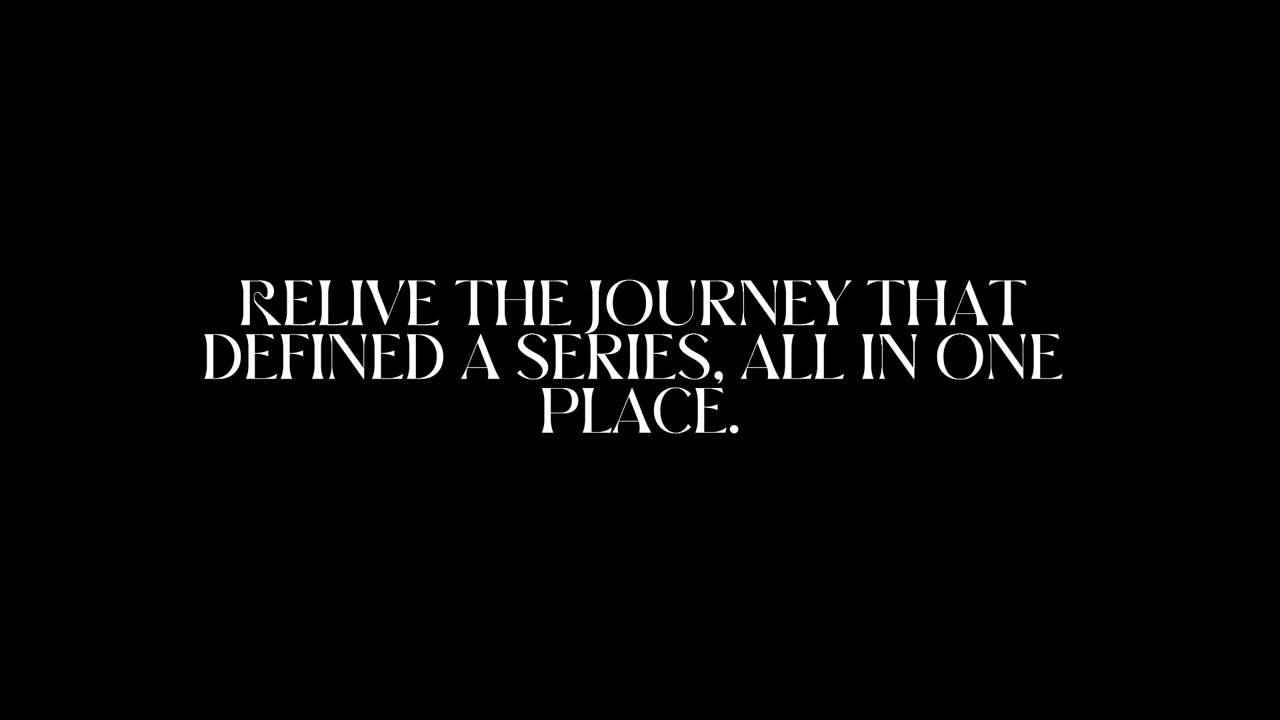 RELIVE THE JOURNEY THAT
DEFINED A SERIES, ALL IN ONE
PLACE.